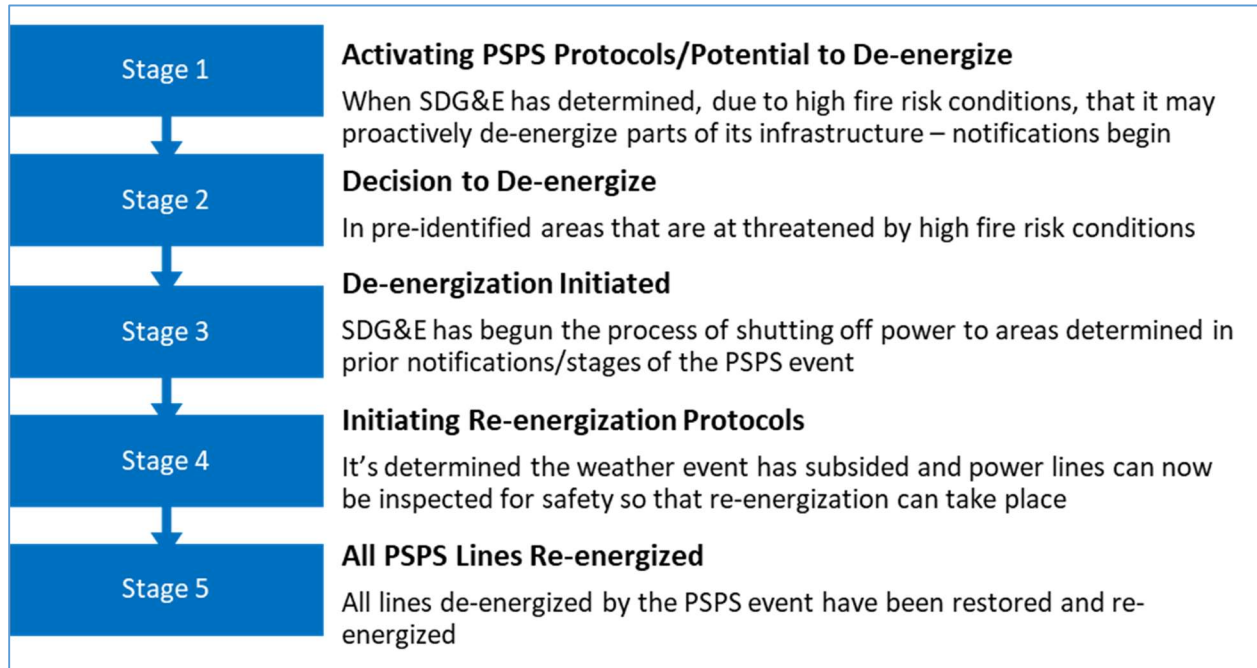 Stage 1
Activating PSPS Protocols/Potential to De-energize
When SDG&E has determined, due to high fire risk conditions, that it may
proactively de-energize parts of its infrastructure – notifications begin
Stage 2
Decision to De-energize
In pre-identified areas that are at threatened by high fire risk conditions
Stage 3
De-energization Initiated
SDG&E has begun the process of shutting off power to areas determined in
prior notifications/stages of the PSPS event
Stage 4
Initiating Re-energization Protocols
It's determined the weather event has subsided and power lines can now
be inspected for safety so that re-energization can take place
Stage 5
All PSPS Lines Re-energized
All lines de-energized by the PSPS event have been restored and re-
energized